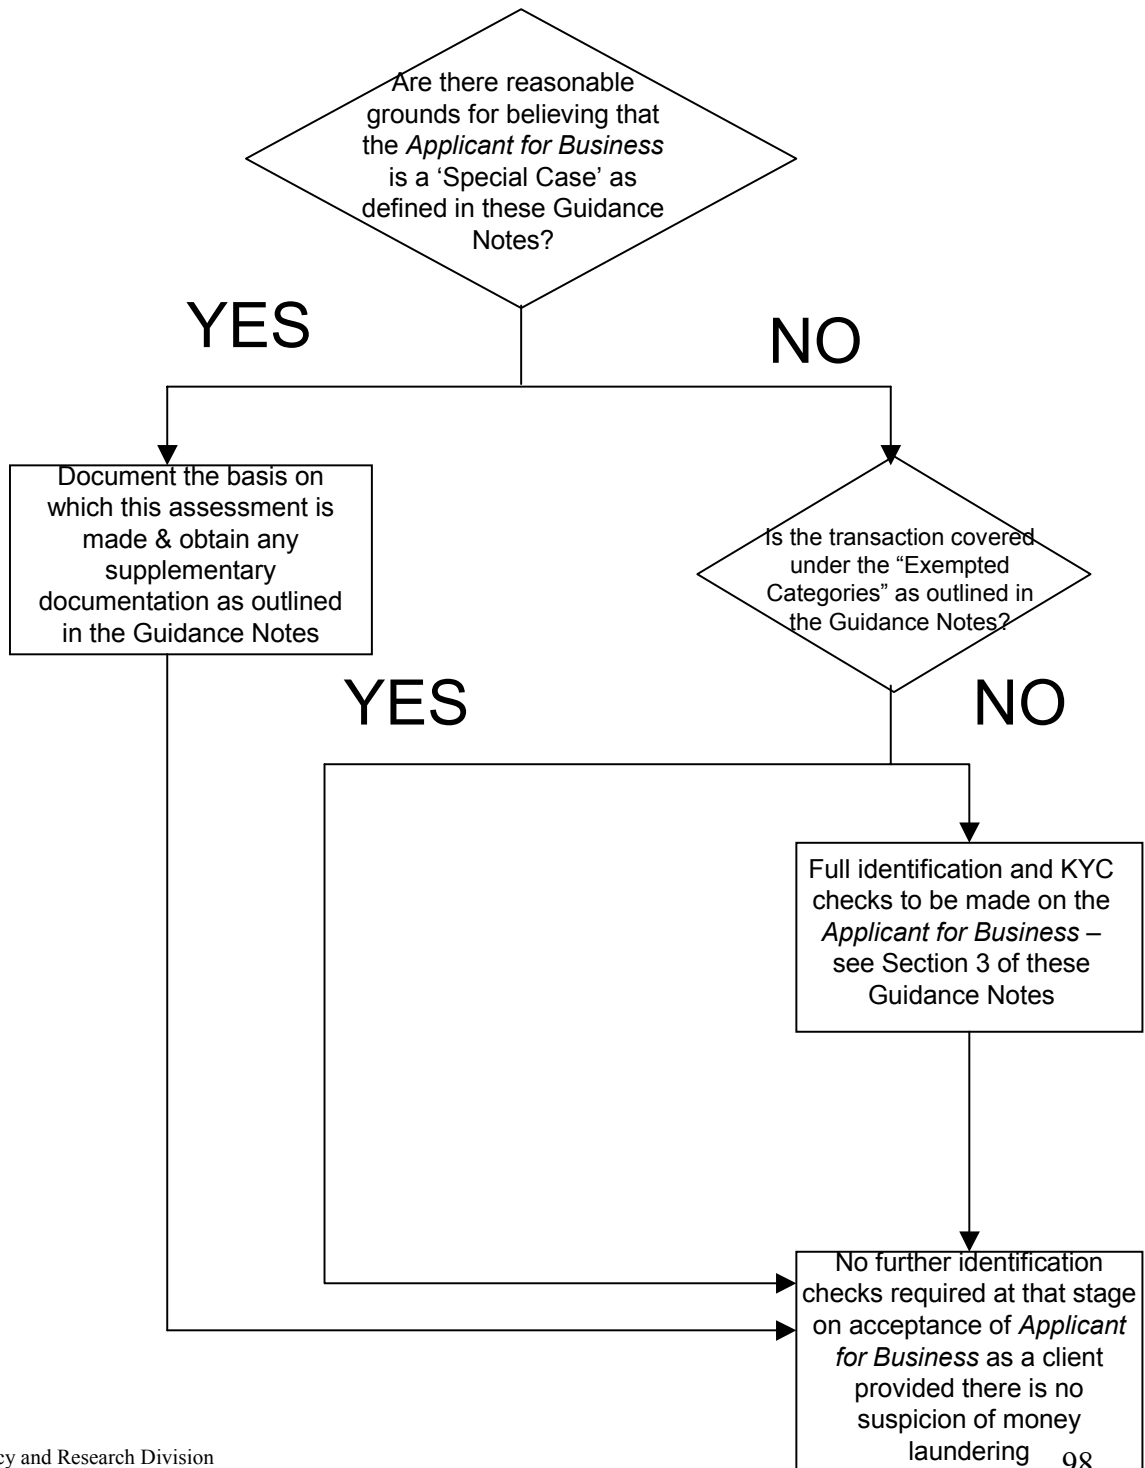 Are there reasonable
grounds for believing that
the Applicant for Business
is a ‘Special Case’ as
defined in these Guidance
Notes?
YES
NO
Document the basis on
which this assessment is
made & obtain any
supplementary
documentation as outlined
in the Guidance Notes
Is the transaction covered
under the “Exempted
Categories” as outlined in
the Guidance Notes?
YES
NO
Full identification and KYC
checks to be made on the
Applicant for Business –
see Section 3 of these
Guidance Notes
No further identification
checks required at that stage
on acceptance of Applicant
for Business as a client
provided there is no
suspicion of money
laundering
and Research Division
98